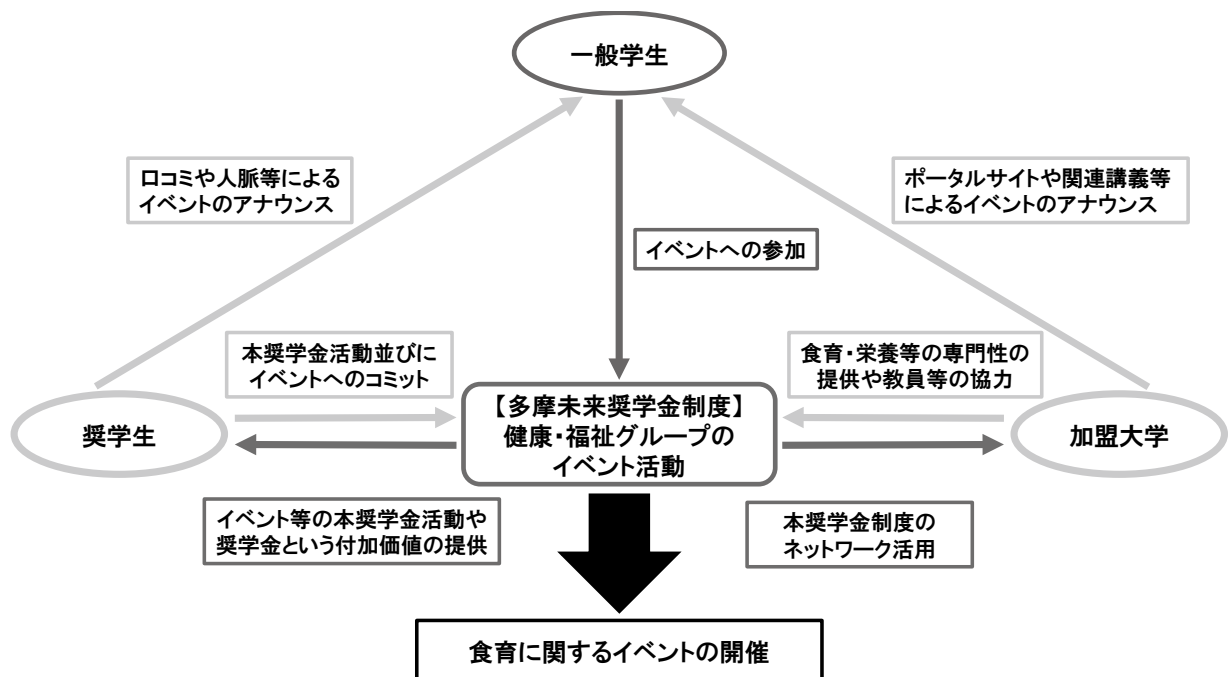 一般学生
口コミや人脈等による
イベントのアナウンス
ポータルサイトや関連講義等
によるイベントのアナウンス
イベントへの参加
本奨学金活動並びに
イベントへのコミット
食育・栄養等の専門性の
提供や教員等の協力
奨学生
【多摩未来奨学金制度】
健康・福祉グループの
イベント活動
加盟大学
イベント等の本奨学金活動や
奨学金という付加価値の提供
本奨学金制度の
ネットワーク活用
食育に関するイベントの開催